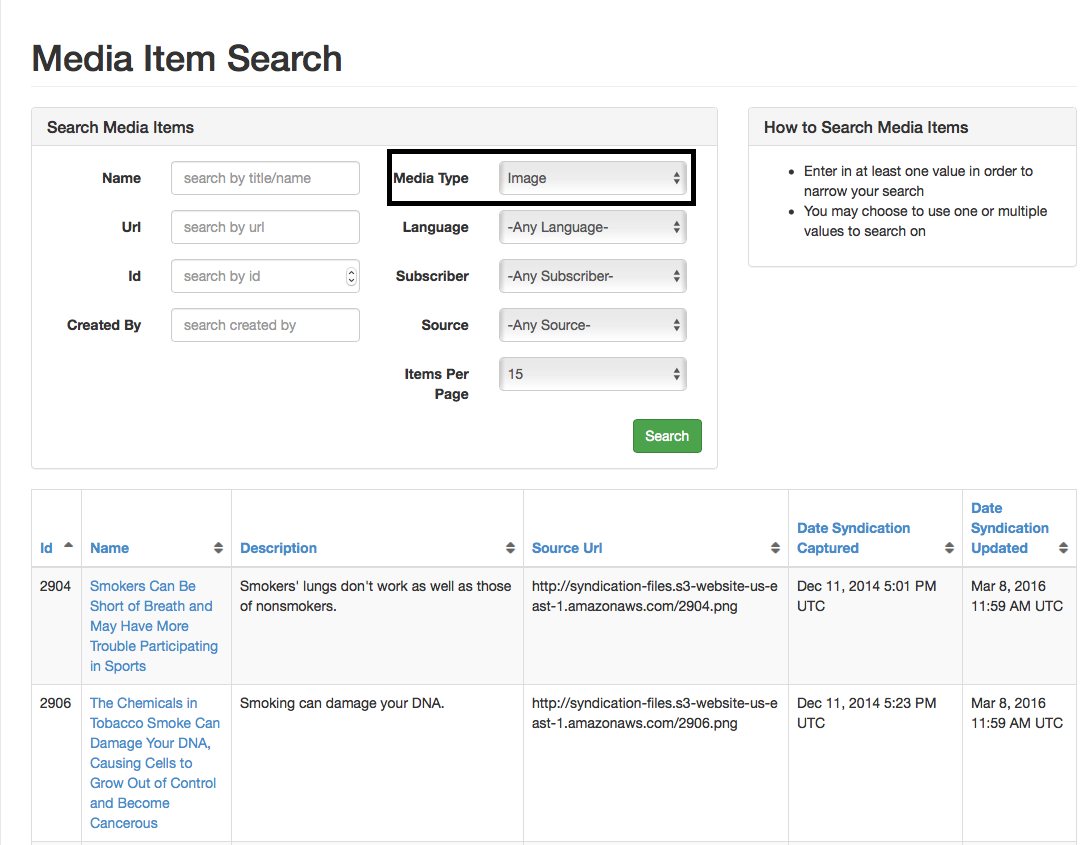 Media Item Search
Search Media Items
Name
search by title/name
Media Type
Image
Url
search by url
Language
-Any Language-
Id
search by id
Subscriber
-Any Subscriber-
Created By
search created by
Source
-Any Source-
Items Per
Page
15
Search
How to Search Media Items
Enter in at least one value in order to
narrow your search
You may choose to use one or multiple
values to search on
Id
Name
Description
Source Url
Date Syndication
Captured
Date
Syndication
Updated
2904
Smokers Can Be
Short of Breath and
May Have More
Trouble Participating
in Sports
Smokers' lungs don't work as well as those
of nonsmokers.
http://syndication-files.s3-website-us-e
ast-1.amazonaws.com/2904.png
Dec 11, 2014 5:01 PM
UTC
Mar 8, 2016
11:59 AM UTC
2906
The Chemicals in
Tobacco Smoke Can
Damage Your DNA,
Causing Cells to
Grow Out of Control
and Become
Cancerous
Smoking can damage your DNA.
http://syndication-files.s3-website-us-e
ast-1.amazonaws.com/2906.png
Dec 11, 2014 5:23 PM
UTC
Mar 8, 2016
11:59 AM UTC